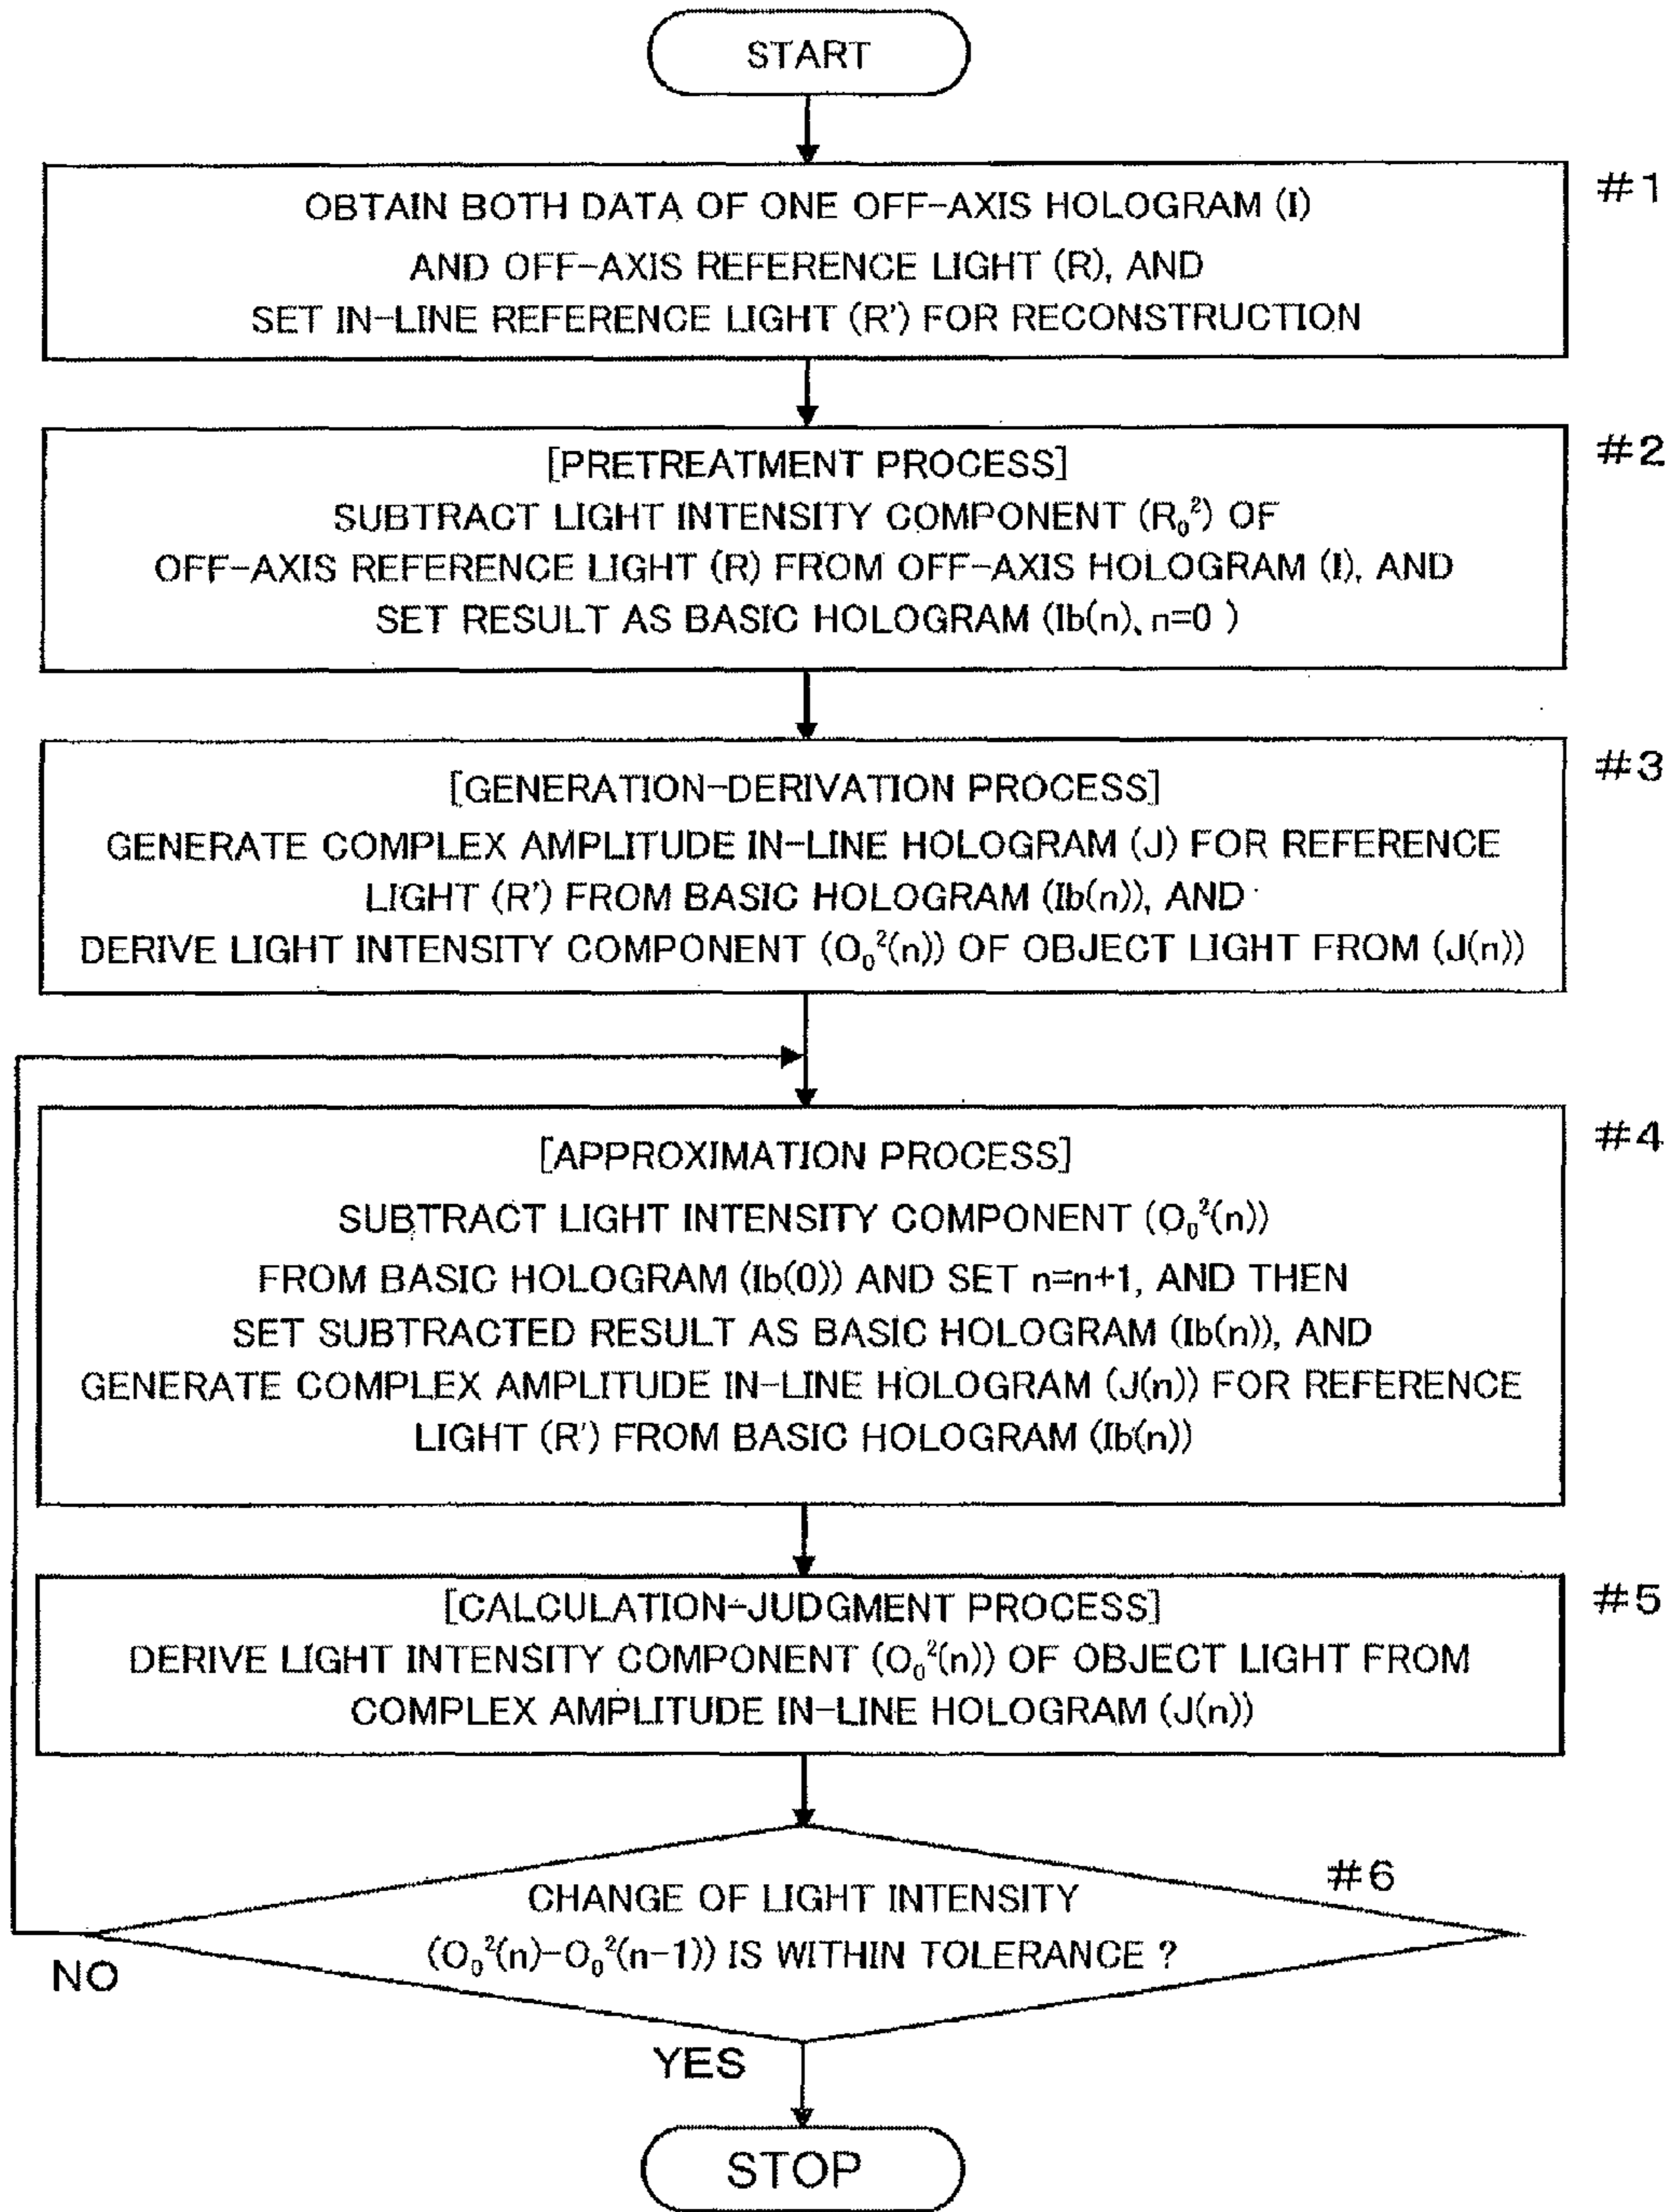 START
#1
OBTAIN BOTH DATA OF ONE OFF-AXIS HOLOGRAM (I)
AND OFF-AXIS REFERENCE LIGHT (R), AND
SET IN-LINE REFERENCE LIGHT (R') FOR RECONSTRUCTION
#2
[PRETREATMENT PROCESS]
SUBTRACT LIGHT INTENSITY COMPONENT (R₀²) OF
OFF-AXIS REFERENCE LIGHT (R) FROM OFF-AXIS HOLOGRAM (I), AND
SET RESULT AS BASIC HOLOGRAM (Ib(n), n=0 )
#3
[GENERATION-DERIVATION PROCESS]
GENERATE COMPLEX AMPLITUDE IN-LINE HOLOGRAM (J) FOR REFERENCE
LIGHT (R') FROM BASIC HOLOGRAM (Ib(n)), AND
DERIVE LIGHT INTENSITY COMPONENT (O₀²(n)) OF OBJECT LIGHT FROM (J(n))
#4
[APPROXIMATION PROCESS]
SUBTRACT LIGHT INTENSITY COMPONENT (O₀²(n))
FROM BASIC HOLOGRAM (Ib(0)) AND SET n=n+1, AND THEN
SET SUBTRACTED RESULT AS BASIC HOLOGRAM (Ib(n)), AND
GENERATE COMPLEX AMPLITUDE IN-LINE HOLOGRAM (J(n)) FOR REFERENCE
LIGHT (R') FROM BASIC HOLOGRAM (Ib(n))
#5
[CALCULATION-JUDGMENT PROCESS]
DERIVE LIGHT INTENSITY COMPONENT (O₀²(n)) OF OBJECT LIGHT FROM
COMPLEX AMPLITUDE IN-LINE HOLOGRAM (J(n))
#6
CHANGE OF LIGHT INTENSITY
(O₀²(n)-O₀²(n-1)) IS WITHIN TOLERANCE ?
NO
YES
STOP